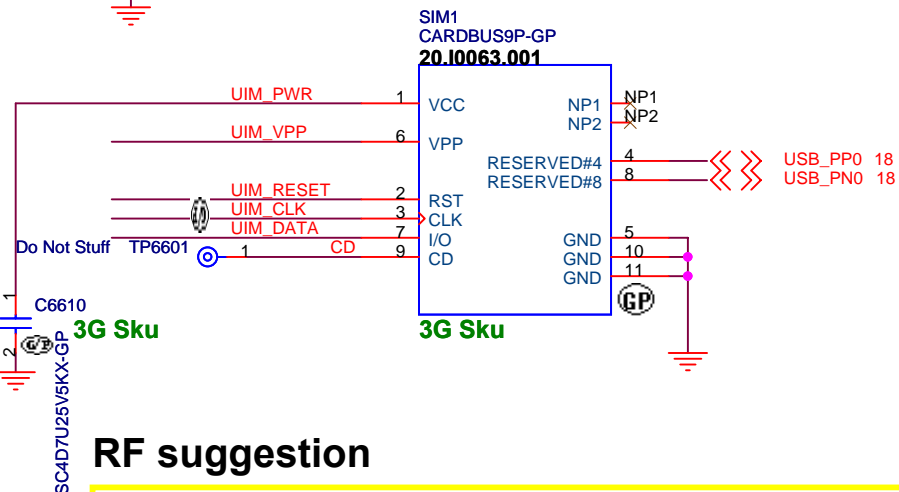 SIM1
CARDBUS9P-GP
20.I0063.001
UIM_PWR 1 VCC NP1 NP1
NP2 NP2
UIM_VPP 6 VPP
RESERVED#4 4 USB_PP0 18
RESERVED#8 8 USB_PN0 18
UIM_RESET 2 RST
UIM_CLK 3 CLK
UIM_DATA 7 I/O GND 5
Do Not Stuff TP6601 1 CD 9 CD GND 10
GND 11
GP
1 C6610
3G Sku 3G Sku
2 G/P
SC4D7U25V5KX-GP
RF suggestion